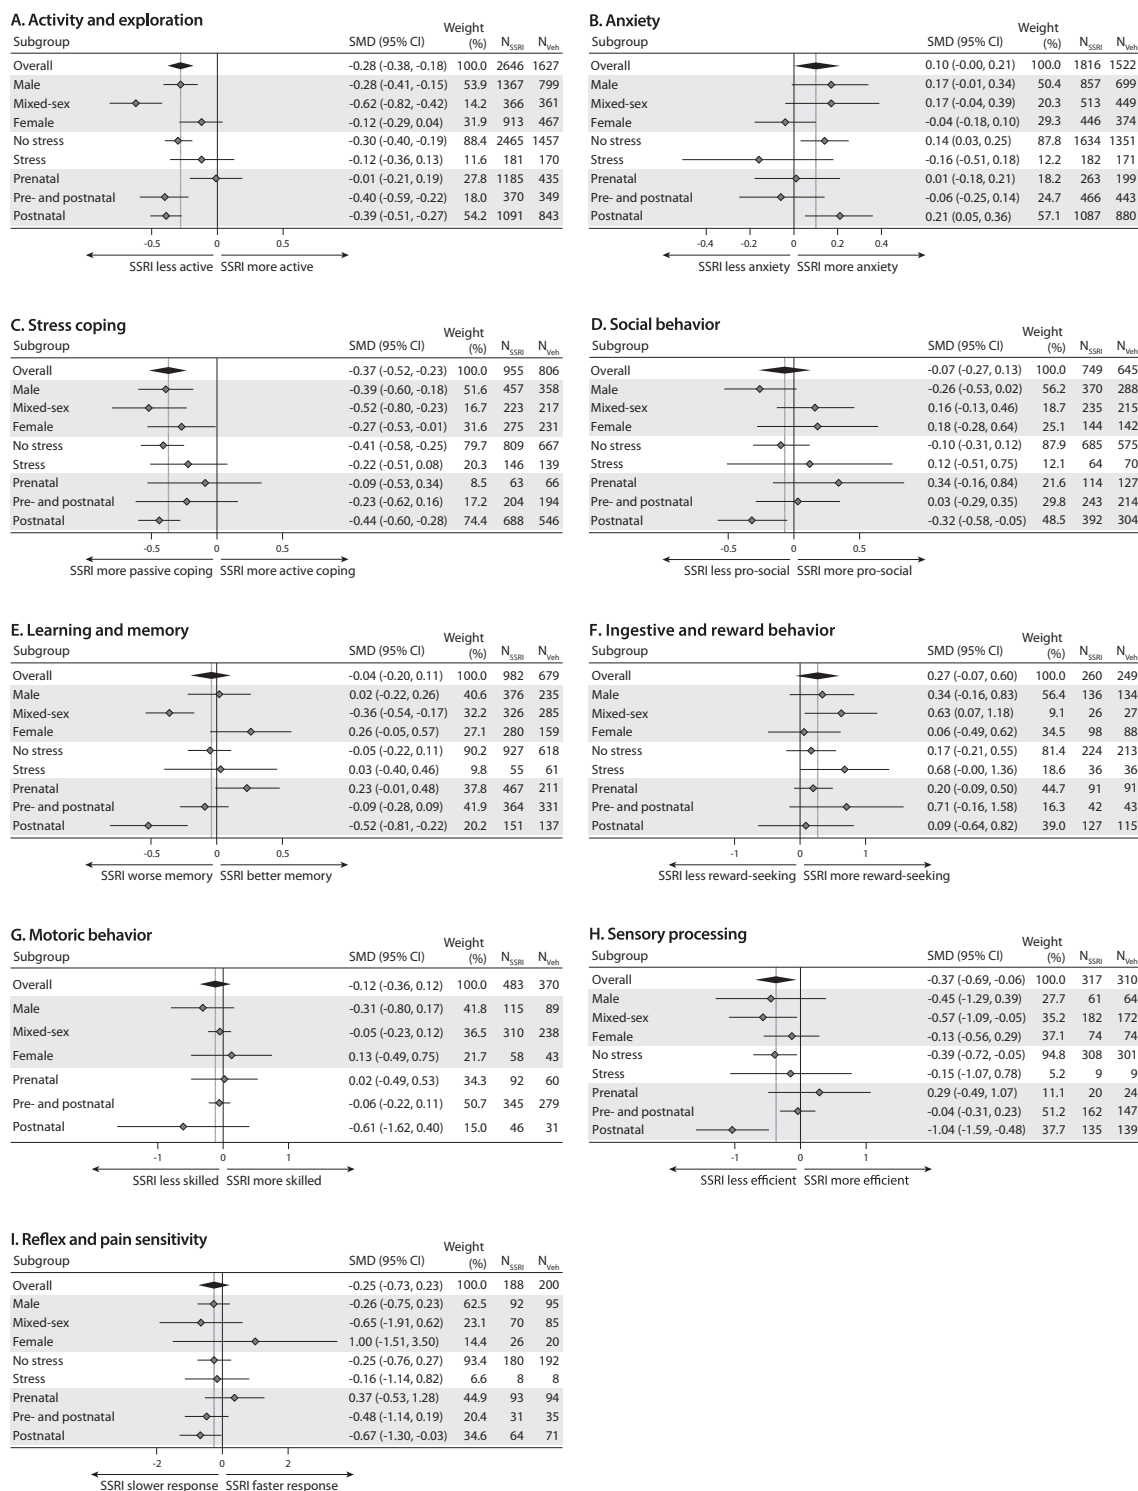 A. Activity and exploration
Subgroup SMD (95% CI) Weight (%) NSSRI NVeh
Overall -0.28 (-0.38, -0.18) 100.0 2646 1627
Male -0.28 (-0.41, -0.15) 53.9 1367 799
Mixed-sex -0.62 (-0.82, -0.42) 14.2 366 361
Female -0.12 (-0.29, 0.04) 31.9 913 467
No stress -0.30 (-0.40, -0.19) 88.4 2465 1457
Stress -0.12 (-0.36, 0.13) 11.6 181 170
Prenatal -0.01 (-0.21, 0.19) 27.8 1185 435
Pre- and postnatal -0.40 (-0.59, -0.22) 18.0 370 349
Postnatal -0.39 (-0.51, -0.27) 54.2 1091 843
-0.5 0 0.5
SSRI less active SSRI more active
B. Anxiety
Subgroup SMD (95% CI) Weight (%) NSSRI NVeh
Overall 0.10 (-0.00, 0.21) 100.0 1816 1522
Male 0.17 (-0.01, 0.34) 50.4 857 699
Mixed-sex 0.17 (-0.04, 0.39) 20.3 513 449
Female -0.04 (-0.18, 0.10) 29.3 446 374
No stress 0.14 (0.03, 0.25) 87.8 1634 1351
Stress -0.16 (-0.51, 0.18) 12.2 182 171
Prenatal 0.01 (-0.18, 0.21) 18.2 263 199
Pre- and postnatal -0.06 (-0.25, 0.14) 24.7 466 443
Postnatal 0.21 (0.05, 0.36) 57.1 1087 880
-0.4 -0.2 0 0.2 0.4
SSRI less anxiety SSRI more anxiety
C. Stress coping
Subgroup SMD (95% CI) Weight (%) NSSRI NVeh
Overall -0.37 (-0.52, -0.23) 100.0 955 806
Male -0.39 (-0.60, -0.18) 51.6 457 358
Mixed-sex -0.52 (-0.80, -0.23) 16.7 223 217
Female -0.27 (-0.53, -0.01) 31.6 275 231
No stress -0.41 (-0.58, -0.25) 79.7 809 667
Stress -0.22 (-0.51, 0.08) 20.3 146 139
Prenatal -0.09 (-0.53, 0.34) 8.5 63 66
Pre- and postnatal -0.23 (-0.62, 0.16) 17.2 204 194
Postnatal -0.44 (-0.60, -0.28) 74.4 688 546
-0.5 0 0.5
SSRI more passive coping SSRI more active coping
D. Social behavior
Subgroup SMD (95% CI) Weight (%) NSSRI NVeh
Overall -0.07 (-0.27, 0.13) 100.0 749 645
Male -0.26 (-0.53, 0.02) 56.2 370 288
Mixed-sex 0.16 (-0.13, 0.46) 18.7 235 215
Female 0.18 (-0.28, 0.64) 25.1 144 142
No stress -0.10 (-0.31, 0.12) 87.9 685 575
Stress 0.12 (-0.51, 0.75) 12.1 64 70
Prenatal 0.34 (-0.16, 0.84) 21.6 114 127
Pre- and postnatal 0.03 (-0.29, 0.35) 29.8 243 214
Postnatal -0.32 (-0.58, -0.05) 48.5 392 304
-0.5 0 0.5
SSRI less pro-social SSRI more pro-social
E. Learning and memory
Subgroup SMD (95% CI) Weight (%) NSSRI NVeh
Overall -0.04 (-0.20, 0.11) 100.0 982 679
Male 0.02 (-0.22, 0.26) 40.6 376 235
Mixed-sex -0.36 (-0.54, -0.17) 32.2 326 285
Female 0.26 (-0.05, 0.57) 27.1 280 159
No stress -0.05 (-0.22, 0.11) 90.2 927 618
Stress 0.03 (-0.40, 0.46) 9.8 55 61
Prenatal 0.23 (-0.01, 0.48) 37.8 467 211
Pre- and postnatal -0.09 (-0.28, 0.09) 41.9 364 331
Postnatal -0.52 (-0.81, -0.22) 20.2 151 137
-0.5 0 0.5
SSRI worse memory SSRI better memory
F. Ingestive and reward behavior
Subgroup SMD (95% CI) Weight (%) NSSRI NVeh
Overall 0.27 (-0.07, 0.60) 100.0 260 249
Male 0.34 (-0.16, 0.83) 56.4 136 134
Mixed-sex 0.63 (0.07, 1.18) 9.1 26 27
Female 0.06 (-0.49, 0.62) 34.5 98 88
No stress 0.17 (-0.21, 0.55) 81.4 224 213
Stress 0.68 (-0.00, 1.36) 18.6 36 36
Prenatal 0.20 (-0.09, 0.50) 44.7 91 91
Pre- and postnatal 0.71 (-0.16, 1.58) 16.3 42 43
Postnatal 0.09 (-0.64, 0.82) 39.0 127 115
-1 0 1
SSRI less reward-seeking SSRI more reward-seeking
G. Motoric behavior
Subgroup SMD (95% CI) Weight (%) NSSRI NVeh
Overall -0.12 (-0.36, 0.12) 100.0 483 370
Male -0.31 (-0.80, 0.17) 41.8 115 89
Mixed-sex -0.05 (-0.23, 0.12) 36.5 310 238
Female 0.13 (-0.49, 0.75) 21.7 58 43
Prenatal 0.02 (-0.49, 0.53) 34.3 92 60
Pre- and postnatal -0.06 (-0.22, 0.11) 50.7 345 279
Postnatal -0.61 (-1.62, 0.40) 15.0 46 31
-1 0 1
SSRI less skilled SSRI more skilled
H. Sensory processing
Subgroup SMD (95% CI) Weight (%) NSSRI NVeh
Overall -0.37 (-0.69, -0.06) 100.0 317 310
Male -0.45 (-1.29, 0.39) 27.7 61 64
Mixed-sex -0.57 (-1.09, -0.05) 35.2 182 172
Female -0.13 (-0.56, 0.29) 37.1 74 74
No stress -0.39 (-0.72, -0.05) 94.8 308 301
Stress -0.15 (-1.07, 0.78) 5.2 9 9
Prenatal 0.29 (-0.49, 1.07) 11.1 20 24
Pre- and postnatal -0.04 (-0.31, 0.23) 51.2 162 147
Postnatal -1.04 (-1.59, -0.48) 37.7 135 139
-1 0 1
SSRI less efficient SSRI more efficient
I. Reflex and pain sensitivity
Subgroup SMD (95% CI) Weight (%) NSSRI NVeh
Overall -0.25 (-0.73, 0.23) 100.0 188 200
Male -0.26 (-0.75, 0.23) 62.5 92 95
Mixed-sex -0.65 (-1.91, 0.62) 23.1 70 85
Female 1.00 (-1.51, 3.50) 14.4 26 20
No stress -0.25 (-0.76, 0.27) 93.4 180 192
Stress -0.16 (-1.14, 0.82) 6.6 8 8
Prenatal 0.37 (-0.53, 1.28) 44.9 93 94
Pre- and postnatal -0.48 (-1.14, 0.19) 20.4 31 35
Postnatal -0.67 (-1.30, -0.03) 34.6 64 71
-2 0 2
SSRI slower response SSRI faster response